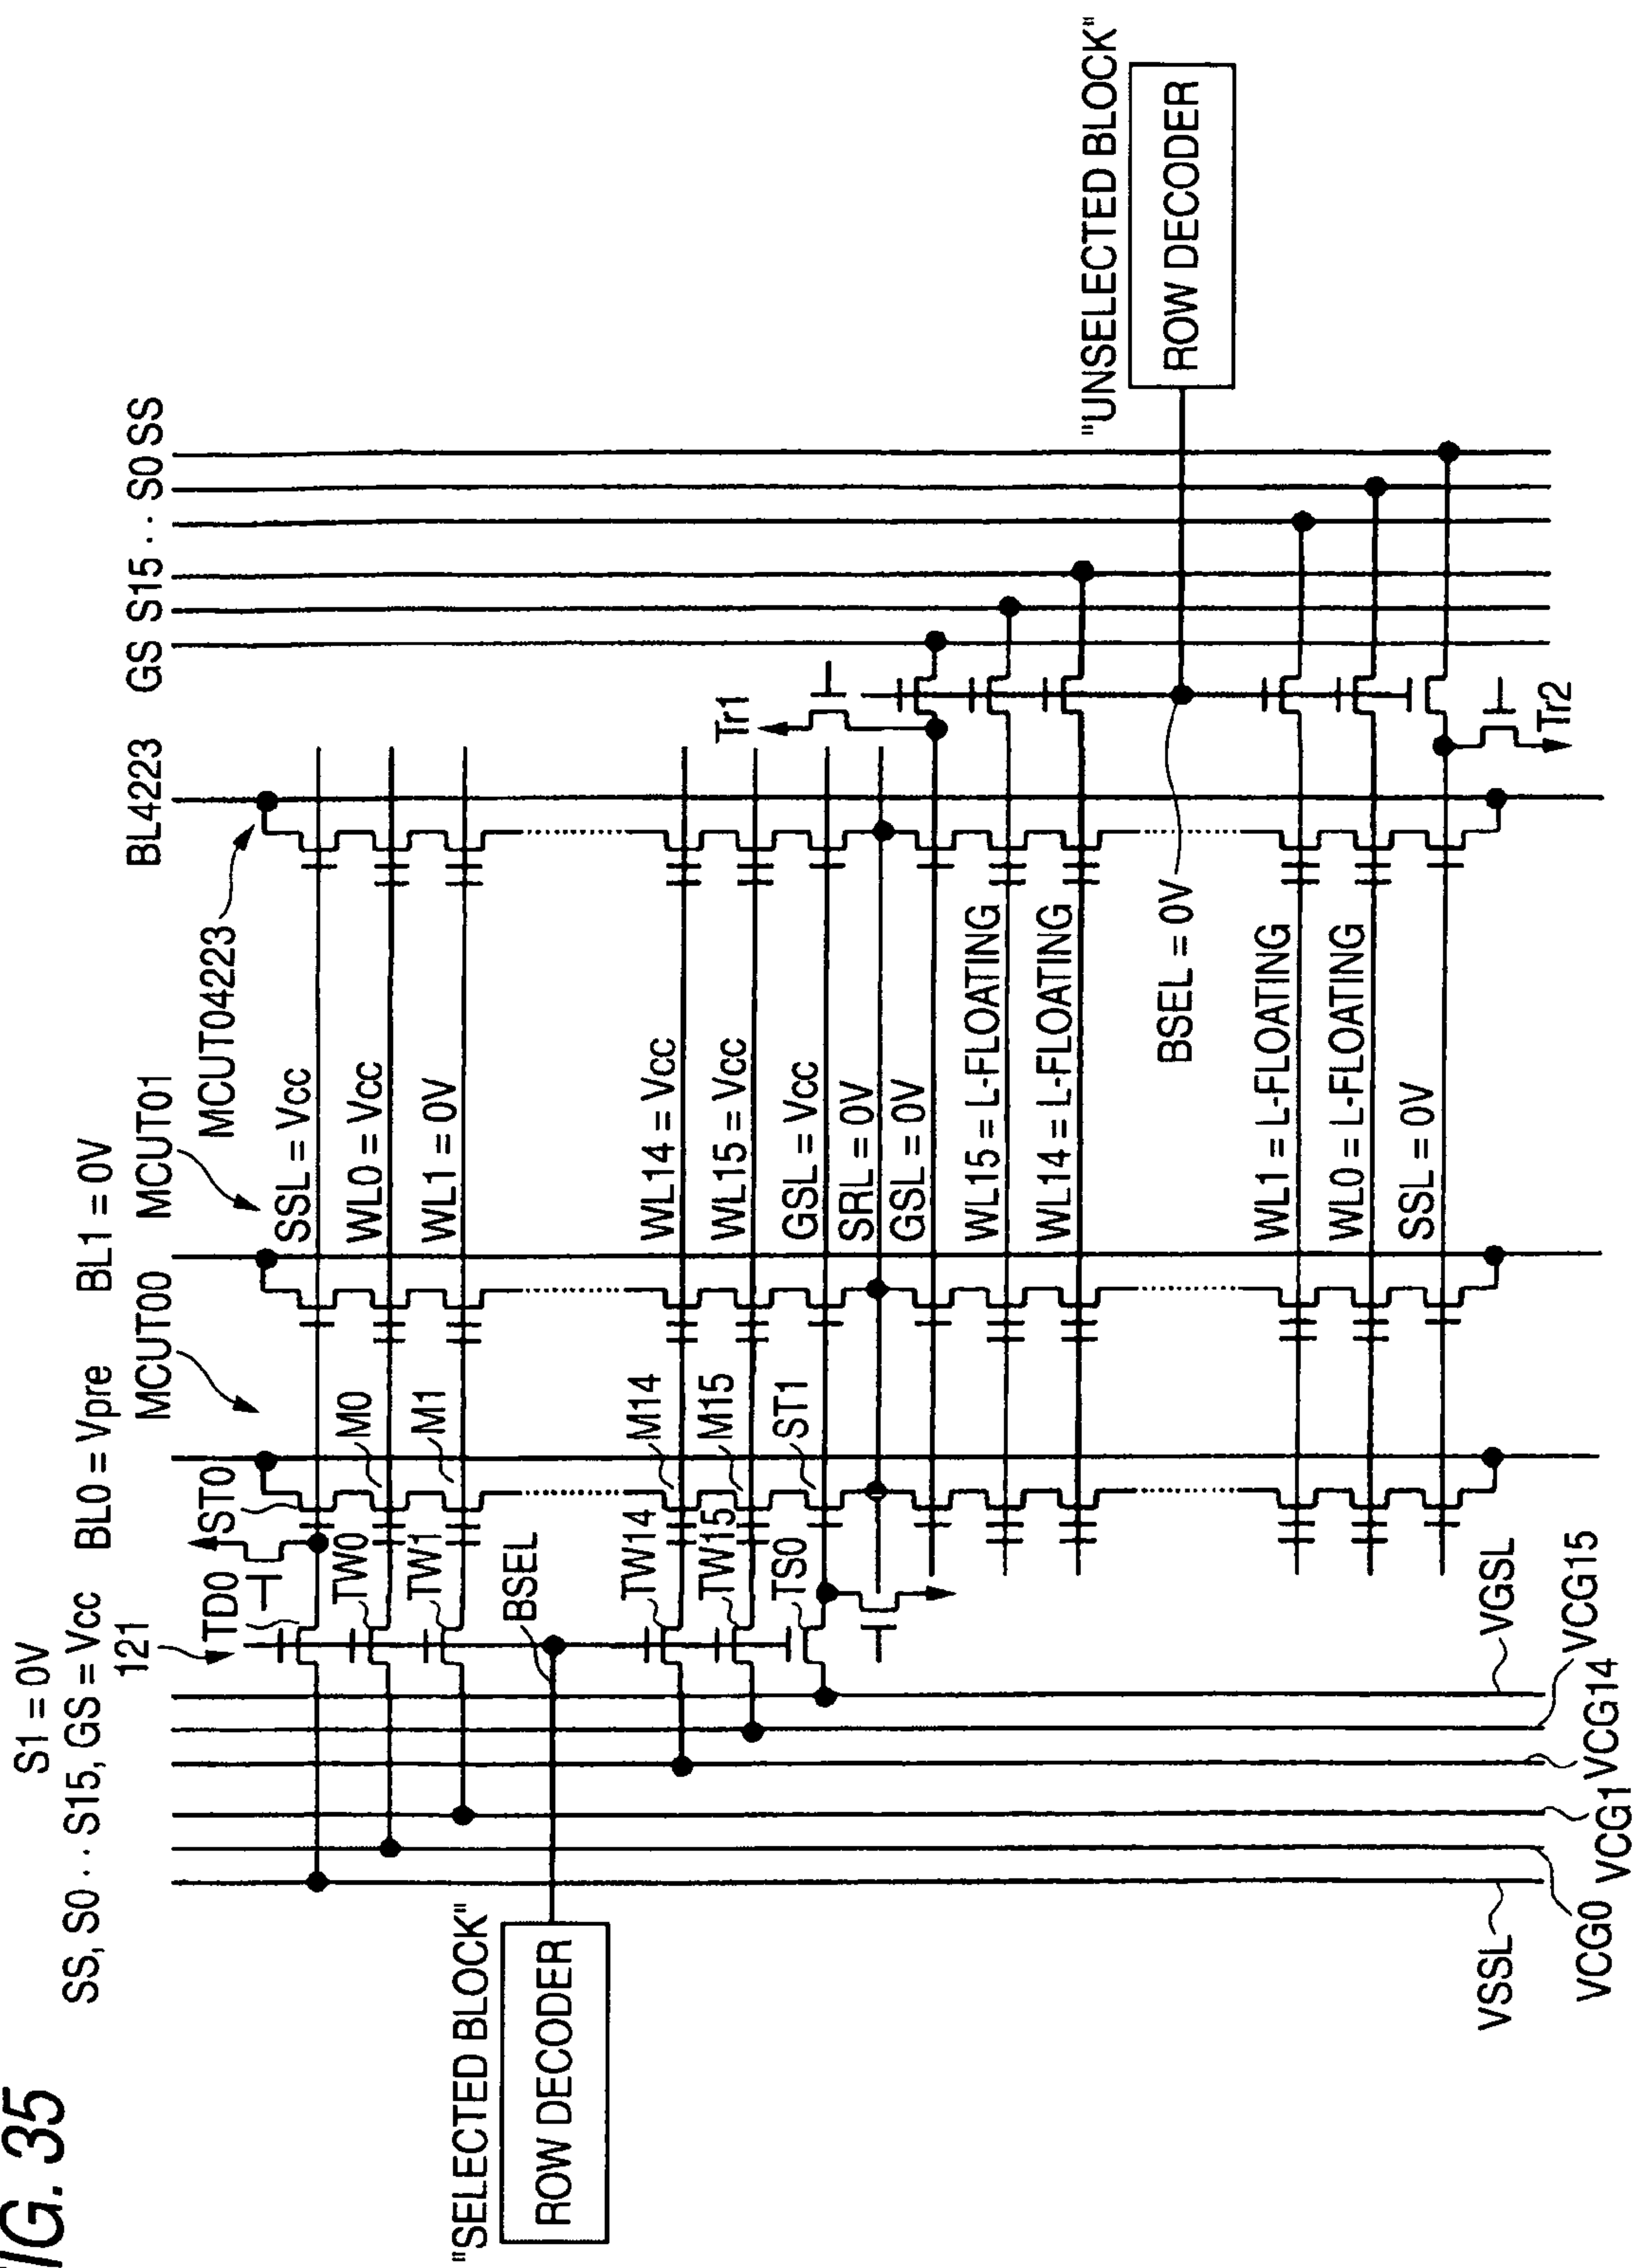 FIG. 35
S1 = 0V
SS, S0 ·· S15, GS = Vcc
BL0 = Vpre
BL1 = 0V
121
MCUT00
MCUT01
MCUT04223
BL4223
GS S15 ·· S0 SS
TD0
ST0
SSL = Vcc
TW0
M0
WL0 = Vcc
TW1
M1
WL1 = 0V
"SELECTED BLOCK"
ROW DECODER
BSEL
TW14
M14
WL14 = Vcc
TW15
M15
WL15 = Vcc
TS0
ST1
GSL = Vcc
SRL = 0V
GSL = 0V
Tr1
WL15 = L-FLOATING
WL14 = L-FLOATING
"UNSELECTED BLOCK"
ROW DECODER
BSEL = 0V
WL1 = L-FLOATING
WL0 = L-FLOATING
SSL = 0V
Tr2
VSSL
VCG0
VCG1
VCG14
VCG15
VGSL